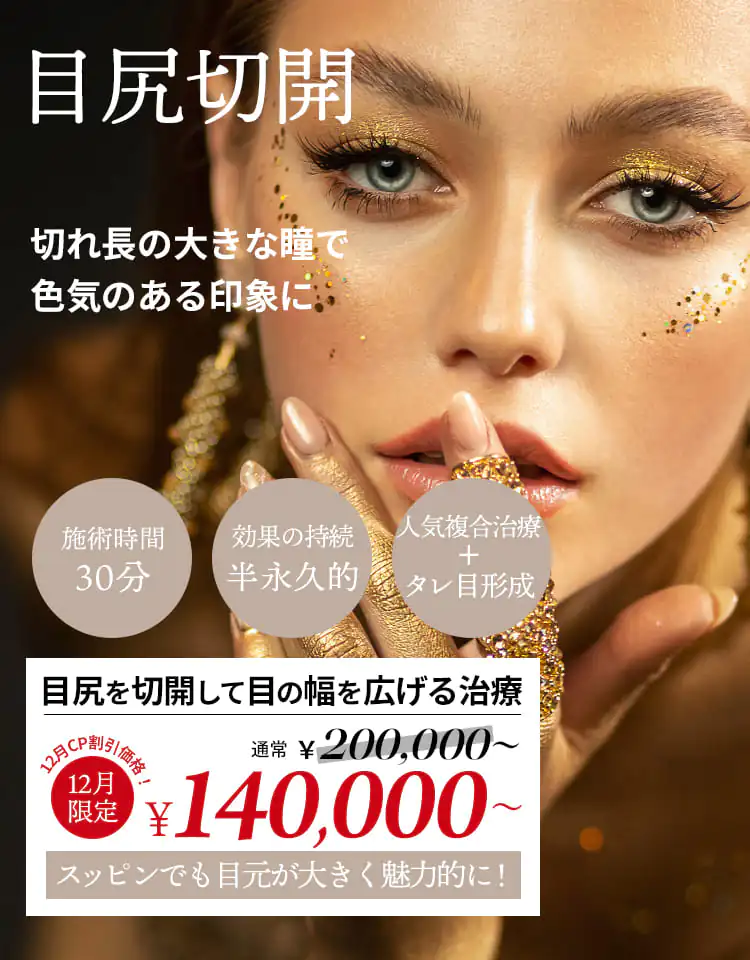 目尻切開
切れ長の大きな瞳で
色気のある印象に
施術時間
30分
効果の持続
半永久的
人気複合治療
+
タレ目形成
目尻を切開して目の幅を広げる治療
通常 ¥200,000~
12月CP割引価格!
12月
限定
¥140,000~
スッピンでも目元が大きく魅力的に!